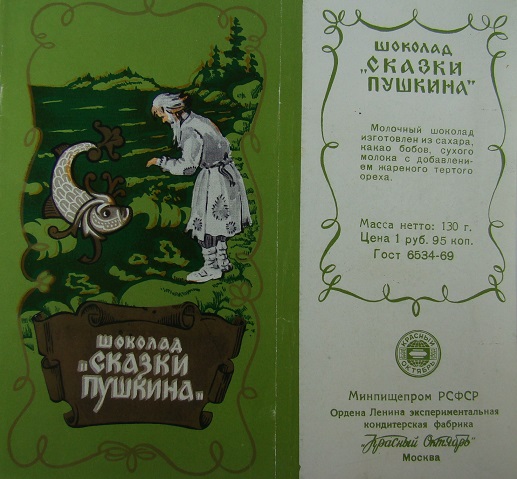 ШОКОЛАД
„СКАЗКИ
ПУШКИНА"
ШОКОЛАД
„СКАЗКИ
ПУШКИНА"
Молочный шоколад
изготовлен из сахара,
какао бобов, сухого
молока с добавлени-
ем жареного тертого
ореха.
Масса нетто: 130 г.
Цена 1 руб. 95 коп.
Гост 6534-69
КРАСНЫЙ
ОКТЯБРЬ
Минпищепром РСФСР
Ордена Ленина экспериментальная
кондитерская фабрика
„Красный Октябрь"
Москва